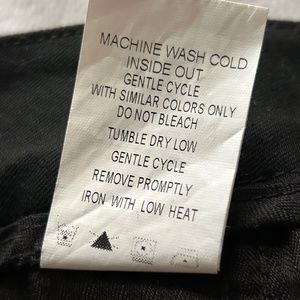 MACHINE WASH COLD
INSIDE OUT
GENTLE CYCLE
WITH SIMILAR COLORS ONLY
DO NOT BLEACH
TUMBLE DRY LOW
GENTLE CYCLE
REMOVE PROMPTLY
IRON WITH LOW HEAT